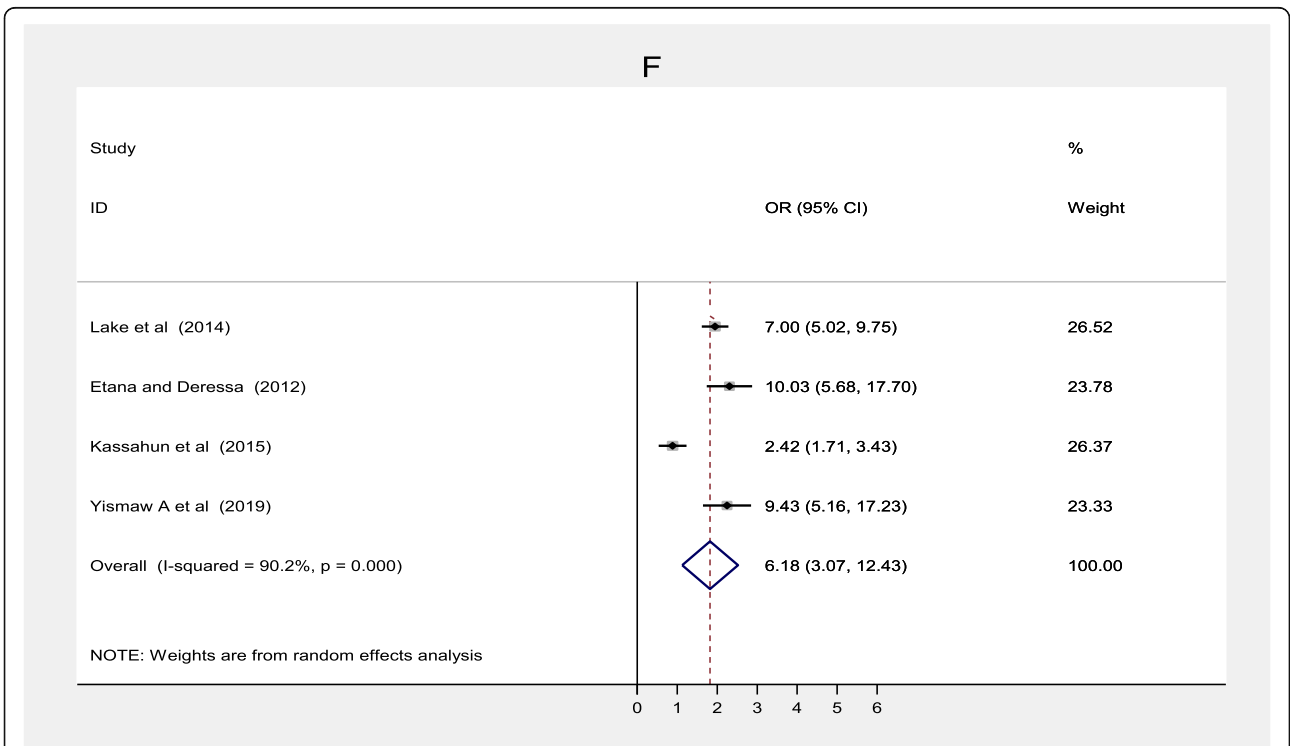 F
Study %
ID OR (95% CI) Weight
Lake et al (2014) 7.00 (5.02, 9.75) 26.52
Etana and Deressa (2012) 10.03 (5.68, 17.70) 23.78
Kassahun et al (2015) 2.42 (1.71, 3.43) 26.37
Yismaw A et al (2019) 9.43 (5.16, 17.23) 23.33
Overall (I-squared = 90.2%, p = 0.000) 6.18 (3.07, 12.43) 100.00
NOTE: Weights are from random effects analysis
0 1 2 3 4 5 6